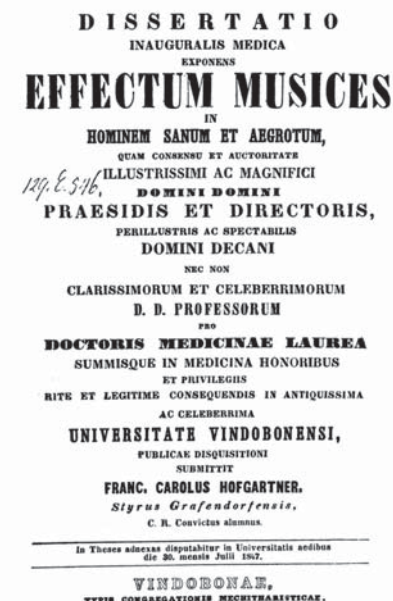 DISSERTATIO
INAUGURALIS MEDICA
EXPONENS
EFFECTUM MUSICES
IN
HOMINEM SANUM ET AEGROTUM,
QUAM CONSENSU ET AUCTORITATE
ILLUSTRISSIMI AC MAGNIFICI
DOMINI DOMINI
PRAESIDIS ET DIRECTORIS,
PERILLUSTRIS AC SPECTABILIS
DOMINI DECANI
NEC NON
CLARISSIMORUM ET CELEBERRIMORUM
D. D. PROFESSORUM
PRO
DOCTORIS MEDICINAE LAUREA
SUMMISQUE IN MEDICINA HONORIBUS
ET PRIVILEGIIS
RITE ET LEGITIME CONSEQUENDIS IN ANTIQUISSIMA
AC CELEBERRIMA
UNIVERSITATE VINDOBONENSI,
PUBLICAE DISQUISITIONI
SUBMITTIT
FRANC. CAROLUS HOFGARTNER.
Styrus Grafendorfensis,
C. R. Convictus alumnus.
In Theses adnexas disputabitur in Universitatis aedibus
die 30. mensis Julii 1847.
VINDOBONAE,
TYPIS CONGREGATIONIS MECHITHARISTICAE.